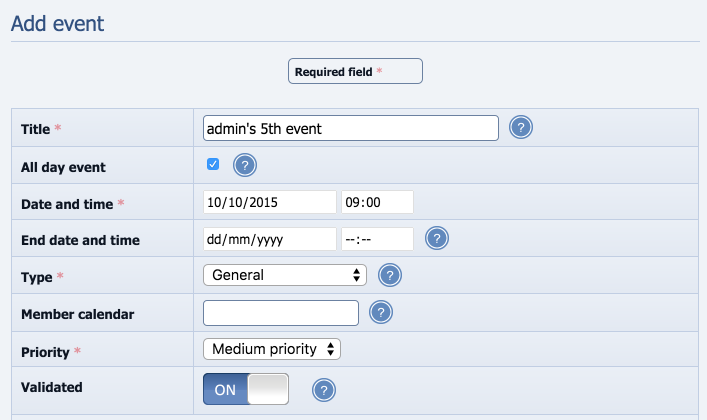 Add event
Required field *
Title * admin's 5th event ?
All day event ?
Date and time * 10/10/2015 09:00
End date and time dd/mm/yyyy --:-- ?
Type * General ?
Member calendar ?
Priority * Medium priority
Validated ON ?